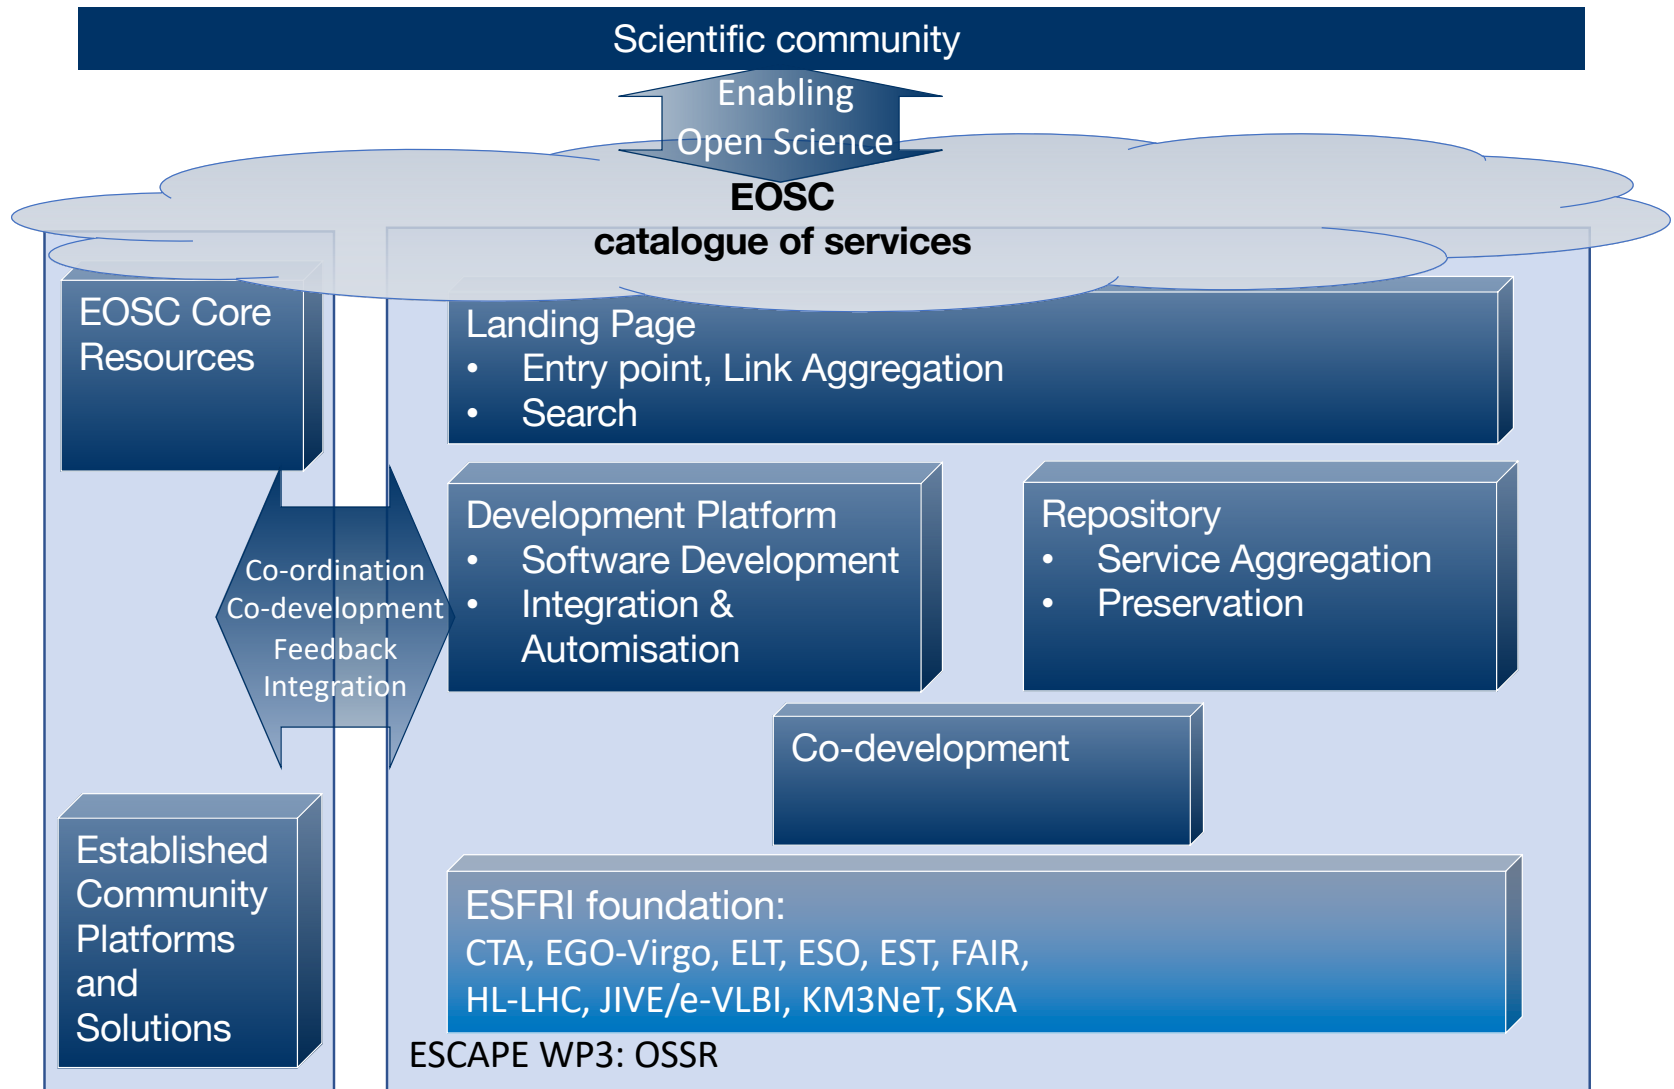 Scientific community
Enabling
Open Science
EOSC
catalogue of services
EOSC Core
Resources
Landing Page
• Entry point, Link Aggregation
• Search
Development Platform
• Software Development
• Integration &
Automisation
Repository
• Service Aggregation
• Preservation
Co-ordination
Co-development
Feedback
Integration
Co-development
Established
Community
Platforms
and
Solutions
ESFRI foundation:
CTA, EGO-Virgo, ELT, ESO, EST, FAIR,
HL-LHC, JIVE/e-VLBI, KM3NeT, SKA
ESCAPE WP3: OSSR